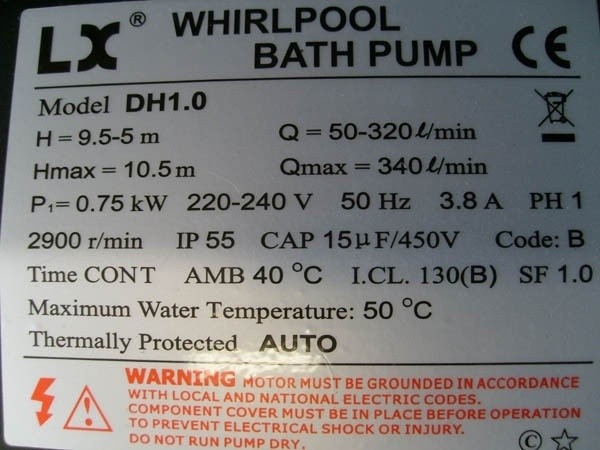 LX ® WHIRLPOOL
BATH PUMP CE
Model DH1.0
H = 9.5-5 m Q = 50-320 ℓ/min
Hmax = 10.5 m Qmax = 340 ℓ/min
P₁= 0.75 kW 220-240 V 50 Hz 3.8 A PH 1
2900 r/min IP 55 CAP 15µF/450V Code: B
Time CONT AMB 40 °C I.CL. 130(B) SF 1.0
Maximum Water Temperature: 50 °C
Thermally Protected AUTO
WARNING MOTOR MUST BE GROUNDED IN ACCORDANCE
WITH LOCAL AND NATIONAL ELECTRIC CODES.
COMPONENT COVER MUST BE IN PLACE BEFORE OPERATION
TO PREVENT ELECTRICAL SHOCK OR INJURY.
DO NOT RUN PUMP DRY. © ☆